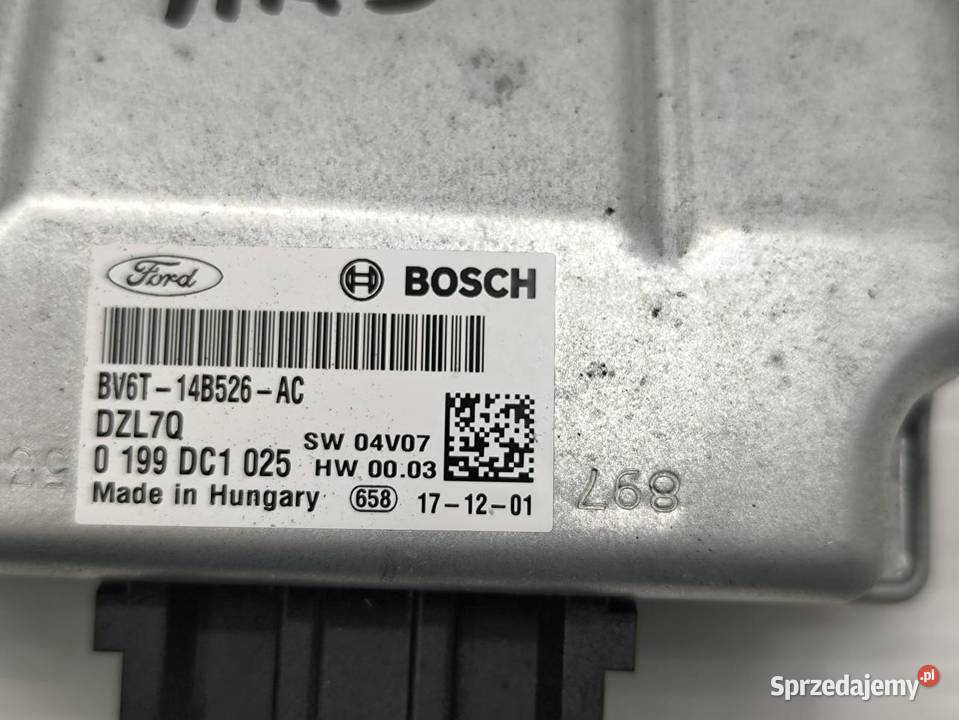 Ford BOSCH
BV6T-14B526-AC
DZL7Q
SW 04V07
0 199 DC1 025 HW 00.03
Made in Hungary 658 17-12-01
897
Sprzedajemy.pl